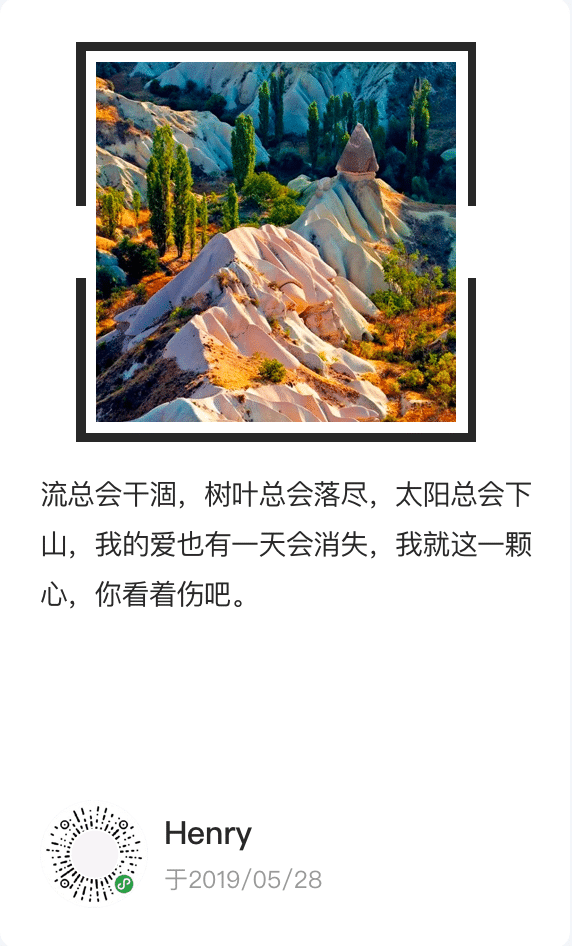 流总会干涸，树叶总会落尽，太阳总会下
山，我的爱也有一天会消失，我就这一颗
心，你看着伤吧。
Henry
于2019/05/28